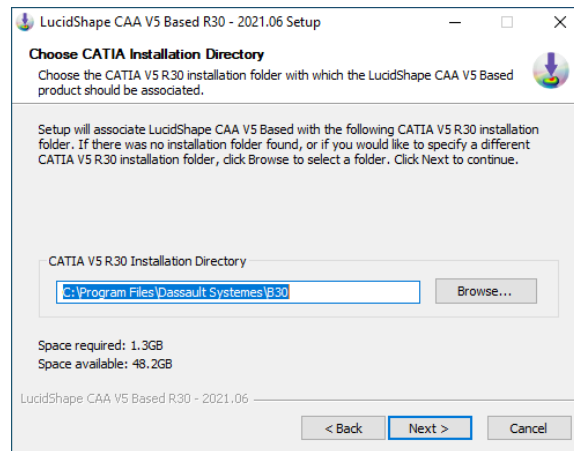 LucidShape CAA V5 Based R30 - 2021.06 Setup
Choose CATIA Installation Directory
Choose the CATIA V5 R30 installation folder with which the LucidShape CAA V5 Based
product should be associated.
Setup will associate LucidShape CAA V5 Based with the following CATIA V5 R30 installation
folder. If there was no installation folder found, or if you would like to specify a different
CATIA V5 R30 installation folder, click Browse to select a folder. Click Next to continue.
CATIA V5 R30 Installation Directory
C:\Program Files\Dassault Systemes\B30
Browse...
Space required: 1.3GB
Space available: 48.2GB
LucidShape CAA V5 Based R30 - 2021.06
< Back Next > Cancel